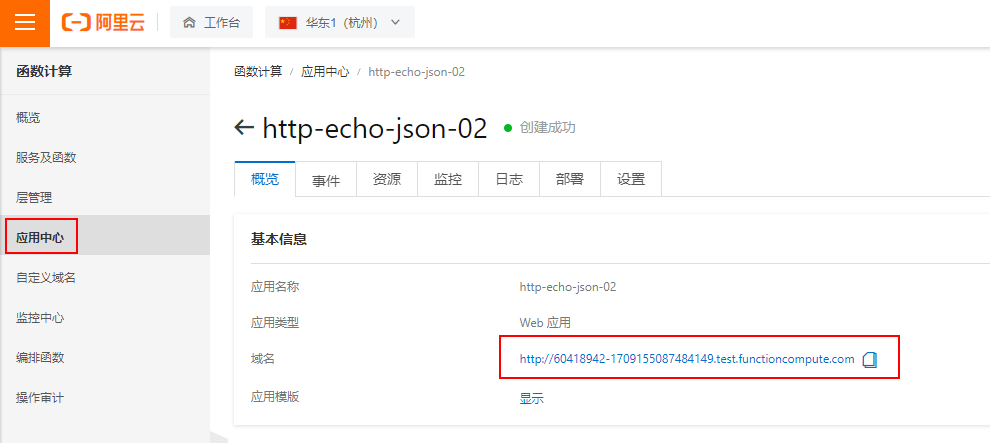 阿里云 工作台 华东1（杭州）
函数计算
概览
服务及函数
层管理
应用中心
自定义域名
监控中心
编排函数
操作审计
函数计算 / 应用中心 / http-echo-json-02
http-echo-json-02 创建成功
概览 事件 资源 监控 日志 部署 设置
基本信息
应用名称 http-echo-json-02
应用类型 Web 应用
域名 http://60418942-1709155087484149.test.functioncompute.com
应用模版 显示